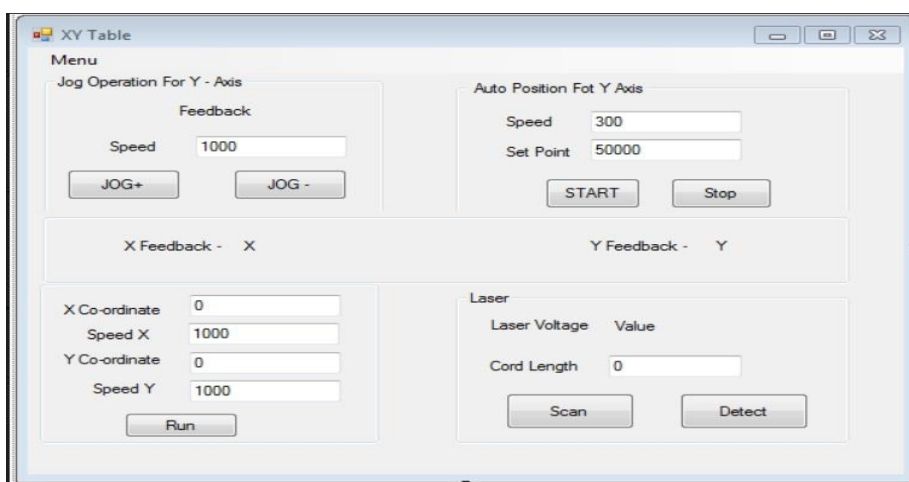 XY Table
Menu
Jog Operation For Y - Axis
Feedback
Speed 1000
JOG+ JOG -
Auto Position Fot Y Axis
Speed 300
Set Point 50000
START Stop
X Feedback - X Y Feedback - Y
X Co-ordinate 0
Speed X 1000
Y Co-ordinate 0
Speed Y 1000
Run
Laser
Laser Voltage Value
Cord Length 0
Scan Detect